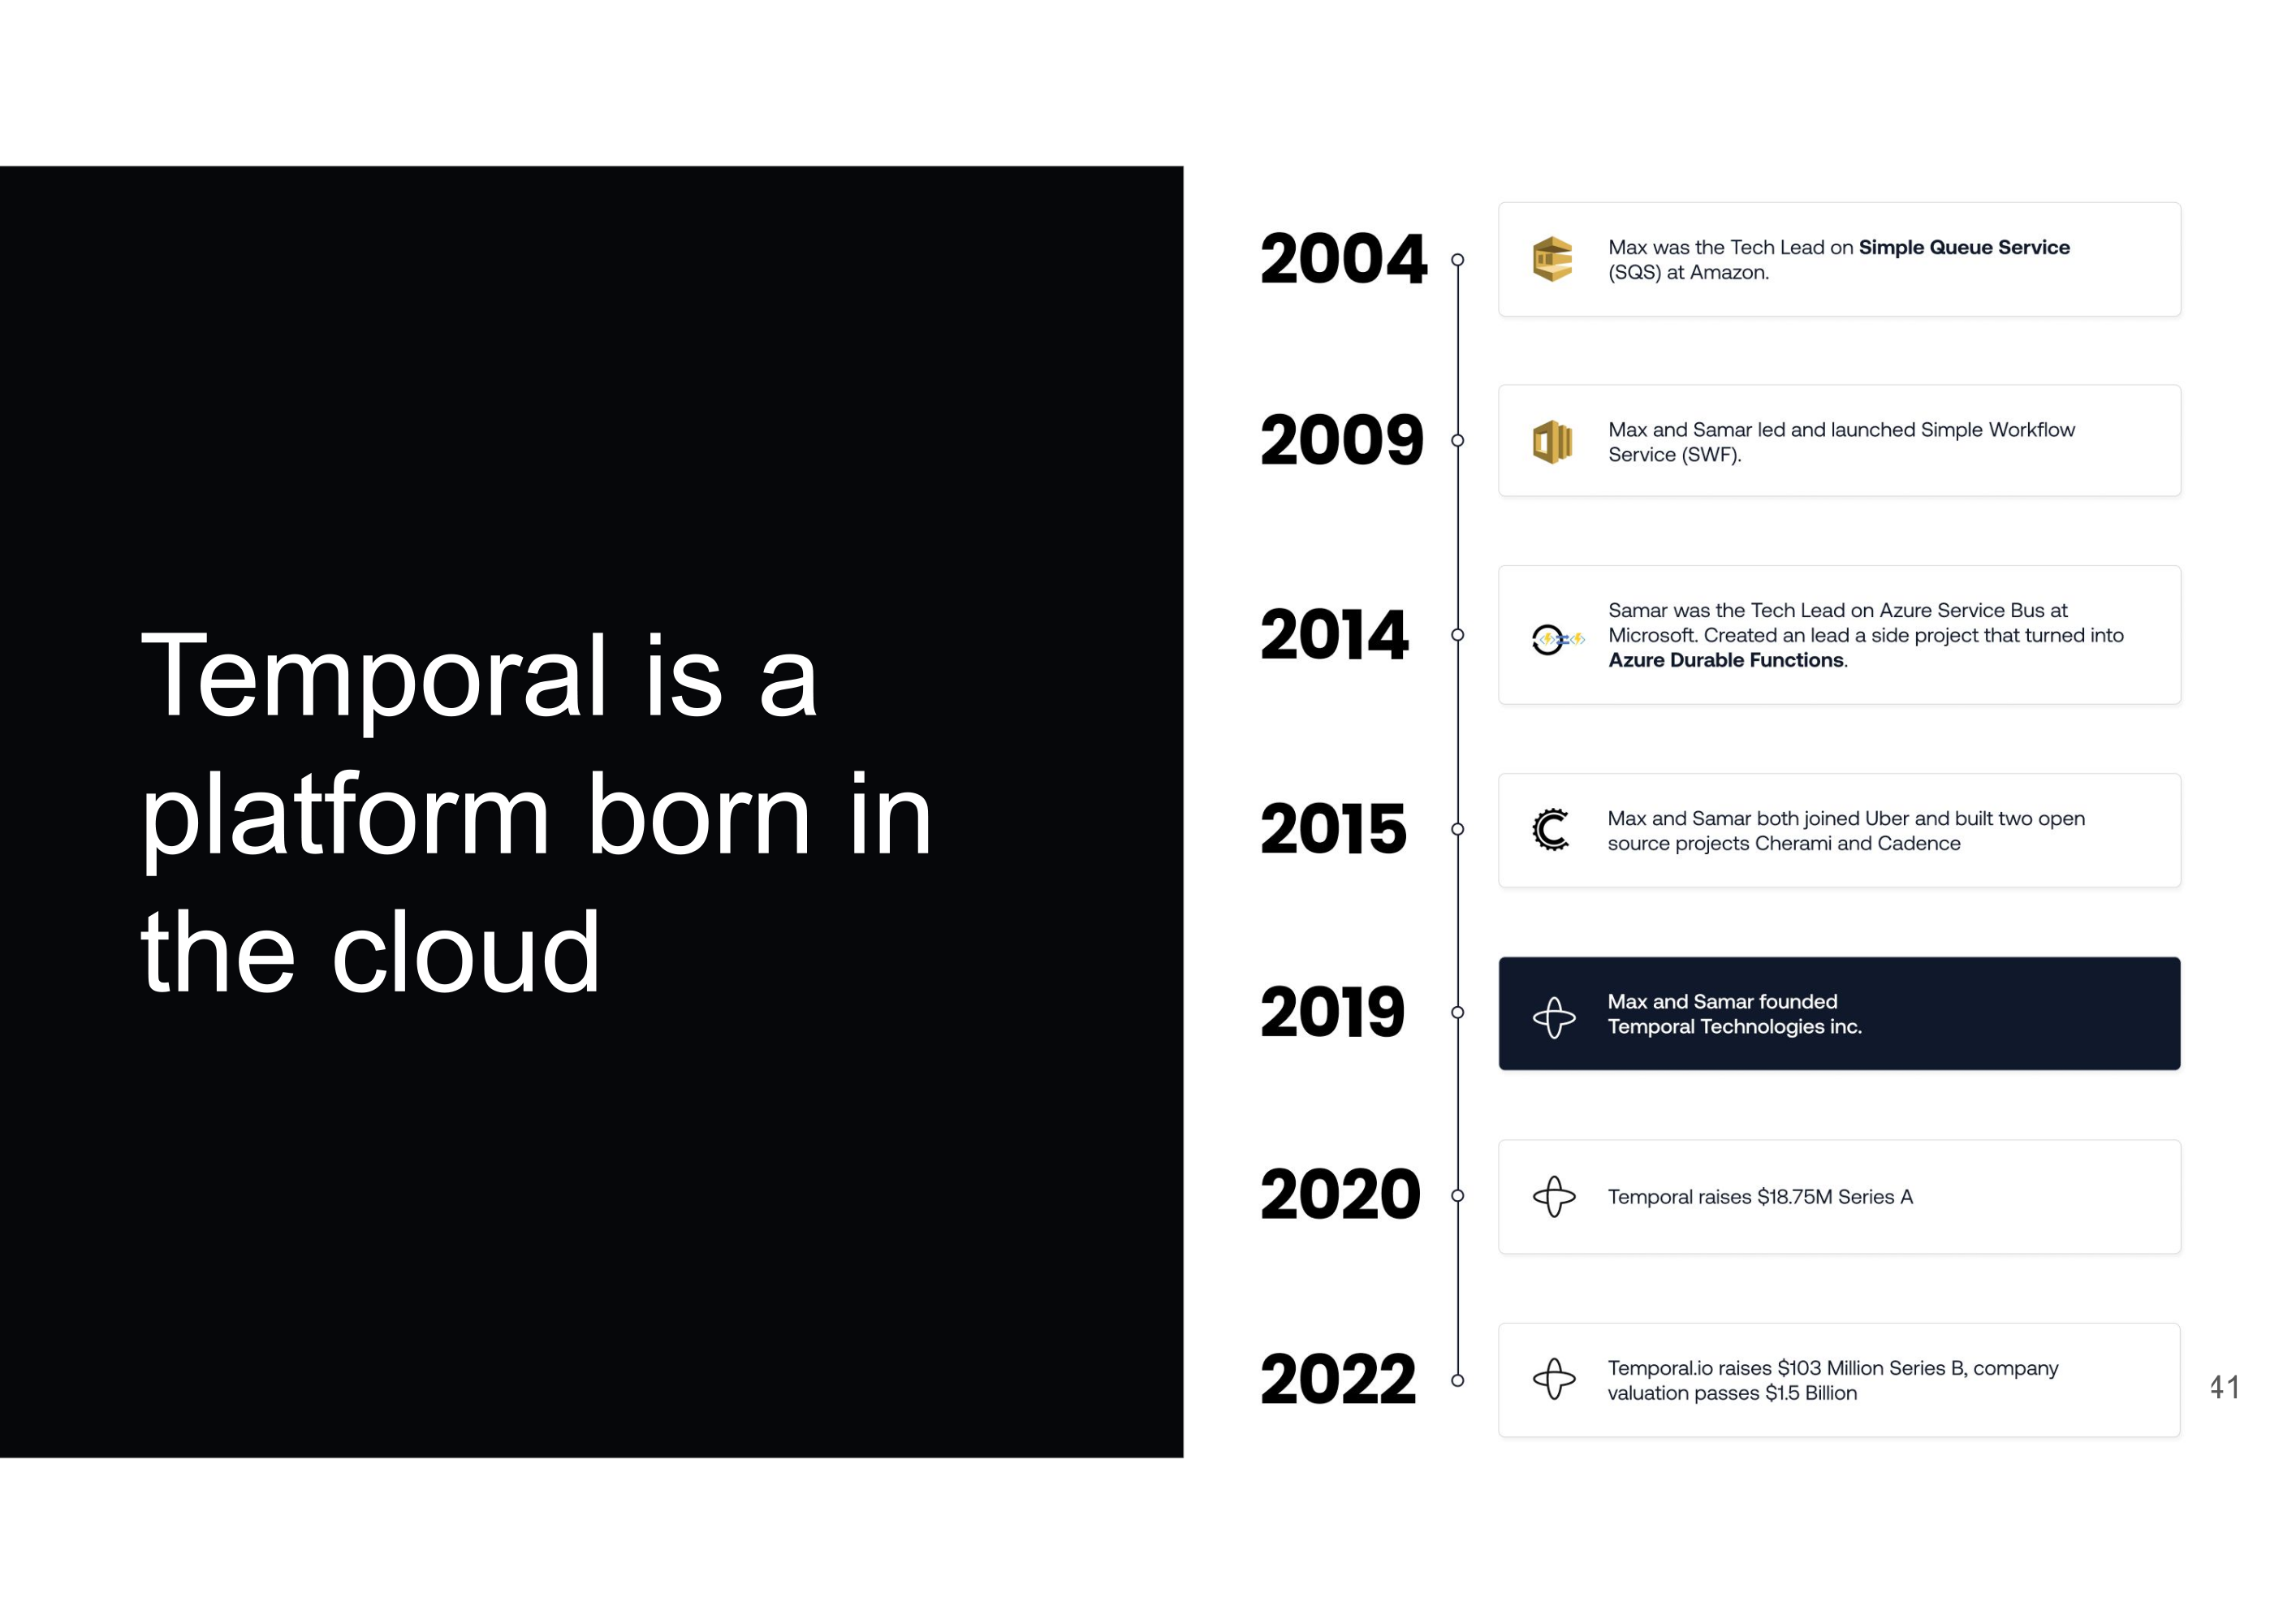 Temporal is a
platform born in
the cloud
2004
Max was the Tech Lead on Simple Queue Service
(SQS) at Amazon.
2009
Max and Samar led and launched Simple Workflow
Service (SWF).
2014
Samar was the Tech Lead on Azure Service Bus at
Microsoft. Created an lead a side project that turned into
Azure Durable Functions.
2015
Max and Samar both joined Uber and built two open
source projects Cherami and Cadence
2019
Max and Samar founded
Temporal Technologies inc.
2020
Temporal raises $18.75M Series A
2022
Temporal.io raises $103 Million Series B, company
valuation passes $1.5 Billion
41